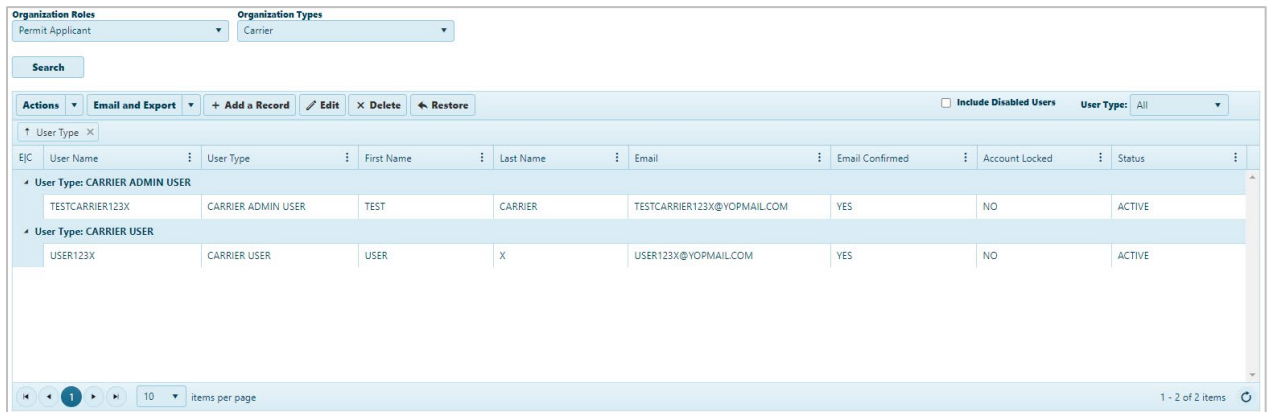 Organization Roles Organization Types
Permit Applicant Carrier
Search
Actions Email and Export + Add a Record Edit × Delete Restore Include Disabled Users User Type: All
↑ User Type ×
E|C User Name User Type First Name Last Name Email Email Confirmed Account Locked Status
User Type: CARRIER ADMIN USER
TESTCARRIER123X CARRIER ADMIN USER TEST CARRIER TESTCARRIER123X@YOPMAIL.COM YES NO ACTIVE
User Type: CARRIER USER
USER123X CARRIER USER USER X USER123X@YOPMAIL.COM YES NO ACTIVE
1 10 items per page 1 - 2 of 2 items